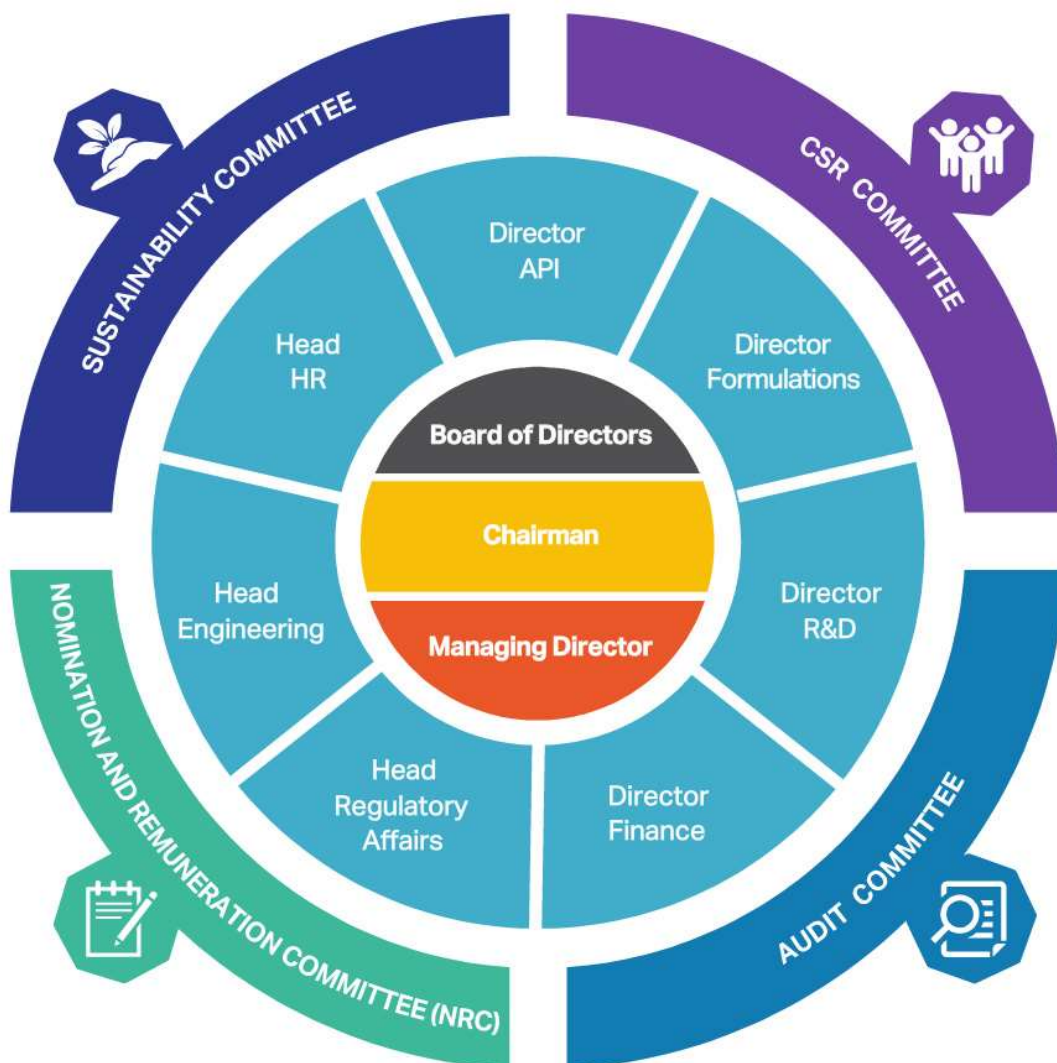 SUSTAINABILITY COMMITTEE
CSR COMMITTEE
Director
API
Head
HR
Director
Formulations
Board of Directors
Chairman
Managing Director
Head
Engineering
Director
R&D
Head
Regulatory
Affairs
Director
Finance
NOMINATION AND REMUNERATION COMMITTEE (NRC)
AUDIT COMMITTEE